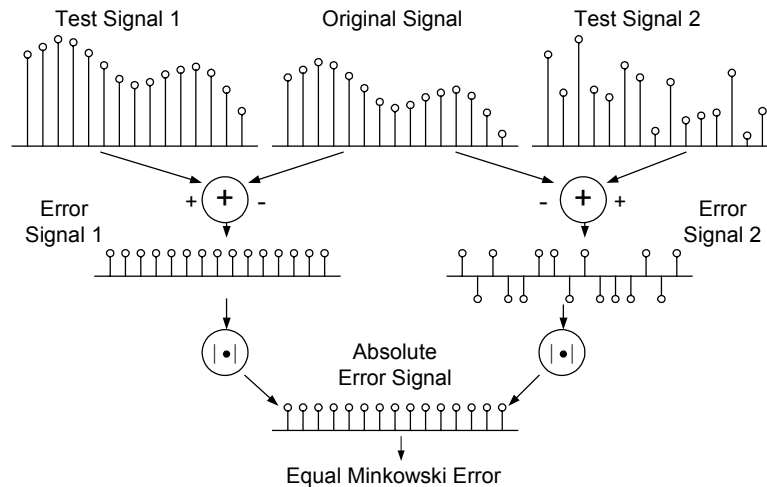 Test Signal 1
Original Signal
Test Signal 2
+ + -
- + +
Error
Signal 1
Error
Signal 2
|•|
|•|
Absolute
Error Signal
Equal Minkowski Error